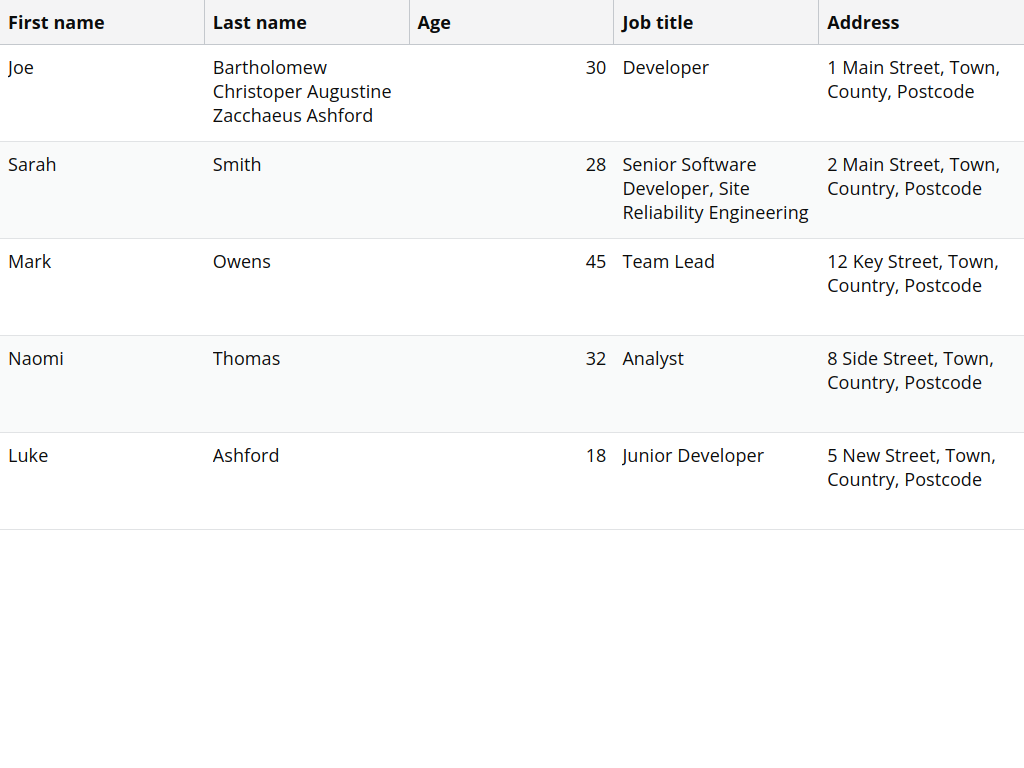 First name Last name Age Job title Address
Joe Bartholomew 30 Developer 1 Main Street, Town,
Christoper Augustine County, Postcode
Zacchaeus Ashford
Sarah Smith 28 Senior Software 2 Main Street, Town,
Developer, Site Country, Postcode
Reliability Engineering
Mark Owens 45 Team Lead 12 Key Street, Town,
Country, Postcode
Naomi Thomas 32 Analyst 8 Side Street, Town,
Country, Postcode
Luke Ashford 18 Junior Developer 5 New Street, Town,
Country, Postcode